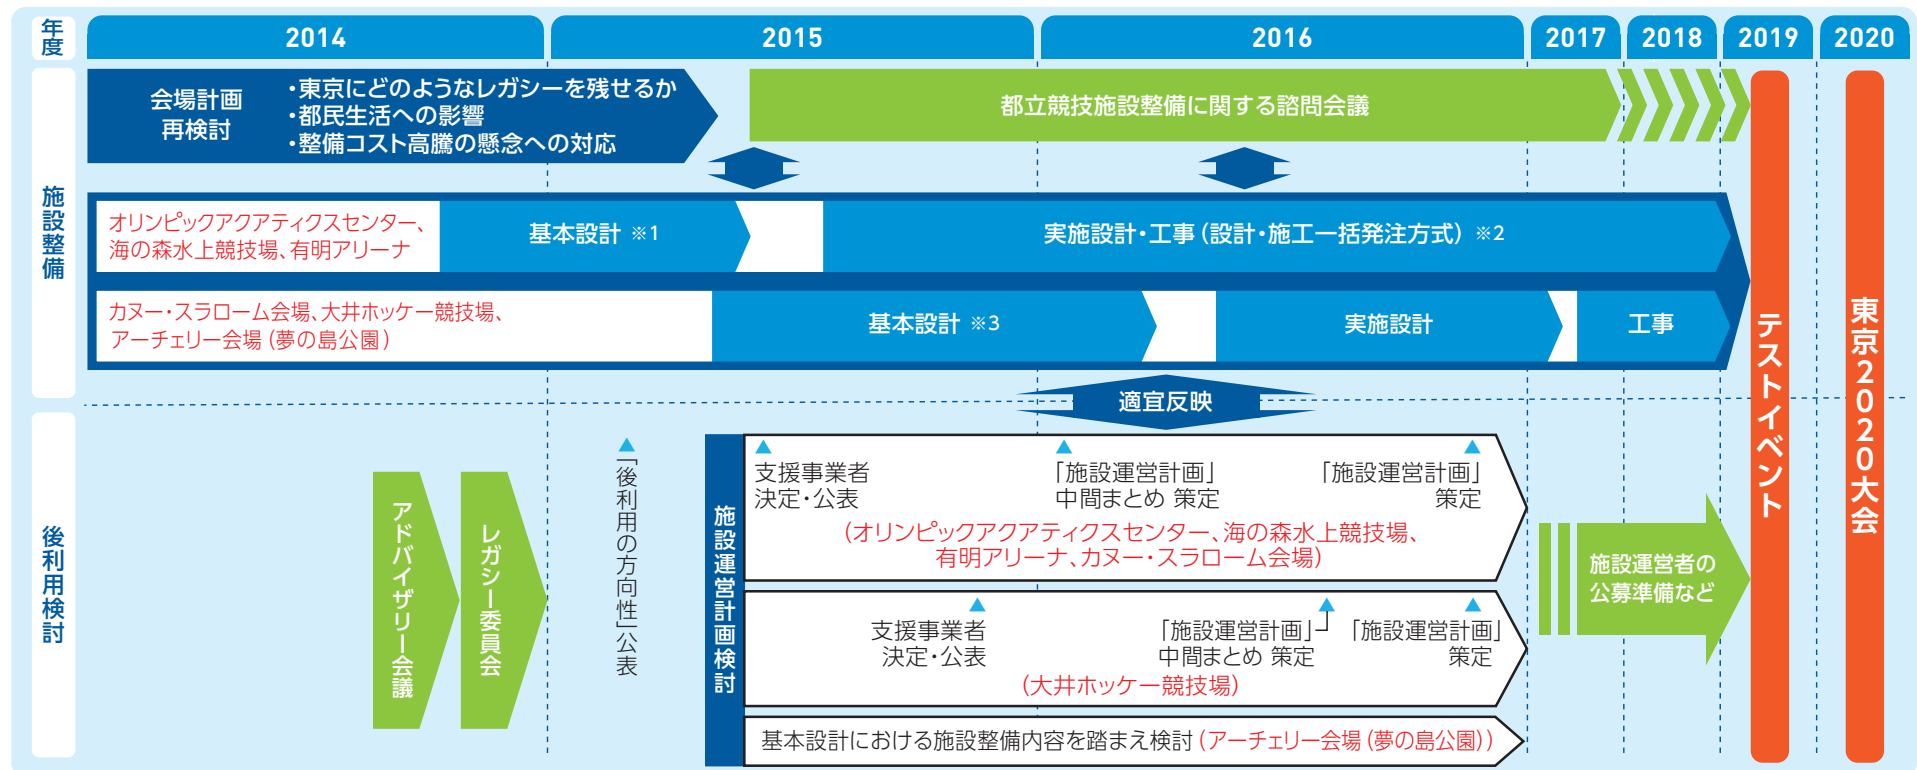 年度
2014
2015
2016
2017
2018
2019
2020
施設整備
会場計画
再検討
・東京にどのようなレガシーを残せるか
・都民生活への影響
・整備コスト高騰の懸念への対応
都立競技施設整備に関する諮問会議
オリンピックアクアティクスセンター、
海の森水上競技場、有明アリーナ
基本設計 ※1
実施設計・工事（設計・施工一括発注方式）※2
カヌー・スラローム会場、大井ホッケー競技場、
アーチェリー会場（夢の島公園）
基本設計 ※3
実施設計
工事
適宜反映
テストイベント
東京2020大会
後利用検討
アドバイザリー会議
レガシー委員会
「後利用の方向性」公表
施設運営計画検討
支援事業者
決定・公表
「施設運営計画」
中間まとめ 策定
「施設運営計画」
策定
（オリンピックアクアティクスセンター、海の森水上競技場、
有明アリーナ、カヌー・スラローム会場）
支援事業者
決定・公表
「施設運営計画」
中間まとめ 策定
「施設運営計画」
策定
（大井ホッケー競技場）
基本設計における施設整備内容を踏まえ検討（アーチェリー会場（夢の島公園））
施設運営者の
公募準備など